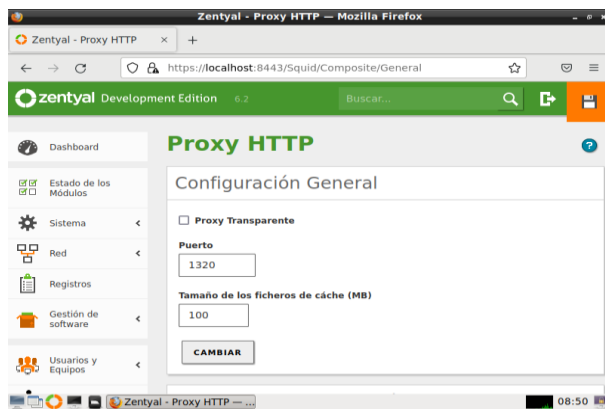 Zentyal - Proxy HTTP — Mozilla Firefox
Zentyal - Proxy HTTP
https://localhost:8443/Squid/Composite/General
zentyal Development Edition 6.2
Buscar...
Dashboard
Estado de los
Módulos
Sistema
Red
Registros
Gestión de
software
Usuarios y
Equipos
Proxy HTTP
?
Configuración General
Proxy Transparente
Puerto
1320
Tamaño de los ficheros de cáche (MB)
100
CAMBIAR
Zentyal - Proxy HTTP — ...
08:50